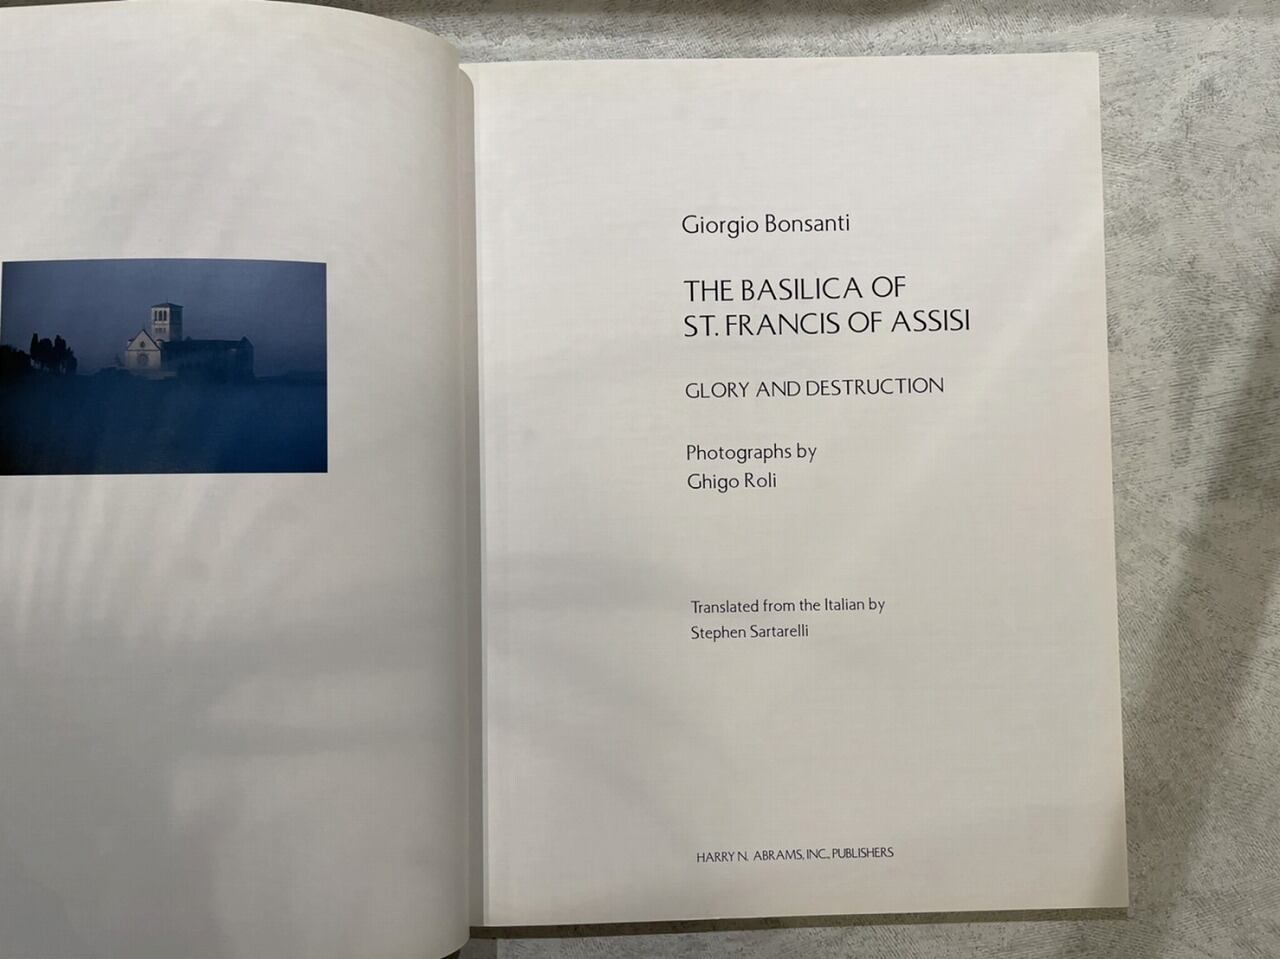 Giorgio Bonsanti
THE BASILICA OF
ST. FRANCIS OF ASSISI
GLORY AND DESTRUCTION
Photographs by
Ghigo Roli
Translated from the Italian by
Stephen Sartarelli
HARRY N. ABRAMS, INC., PUBLISHERS